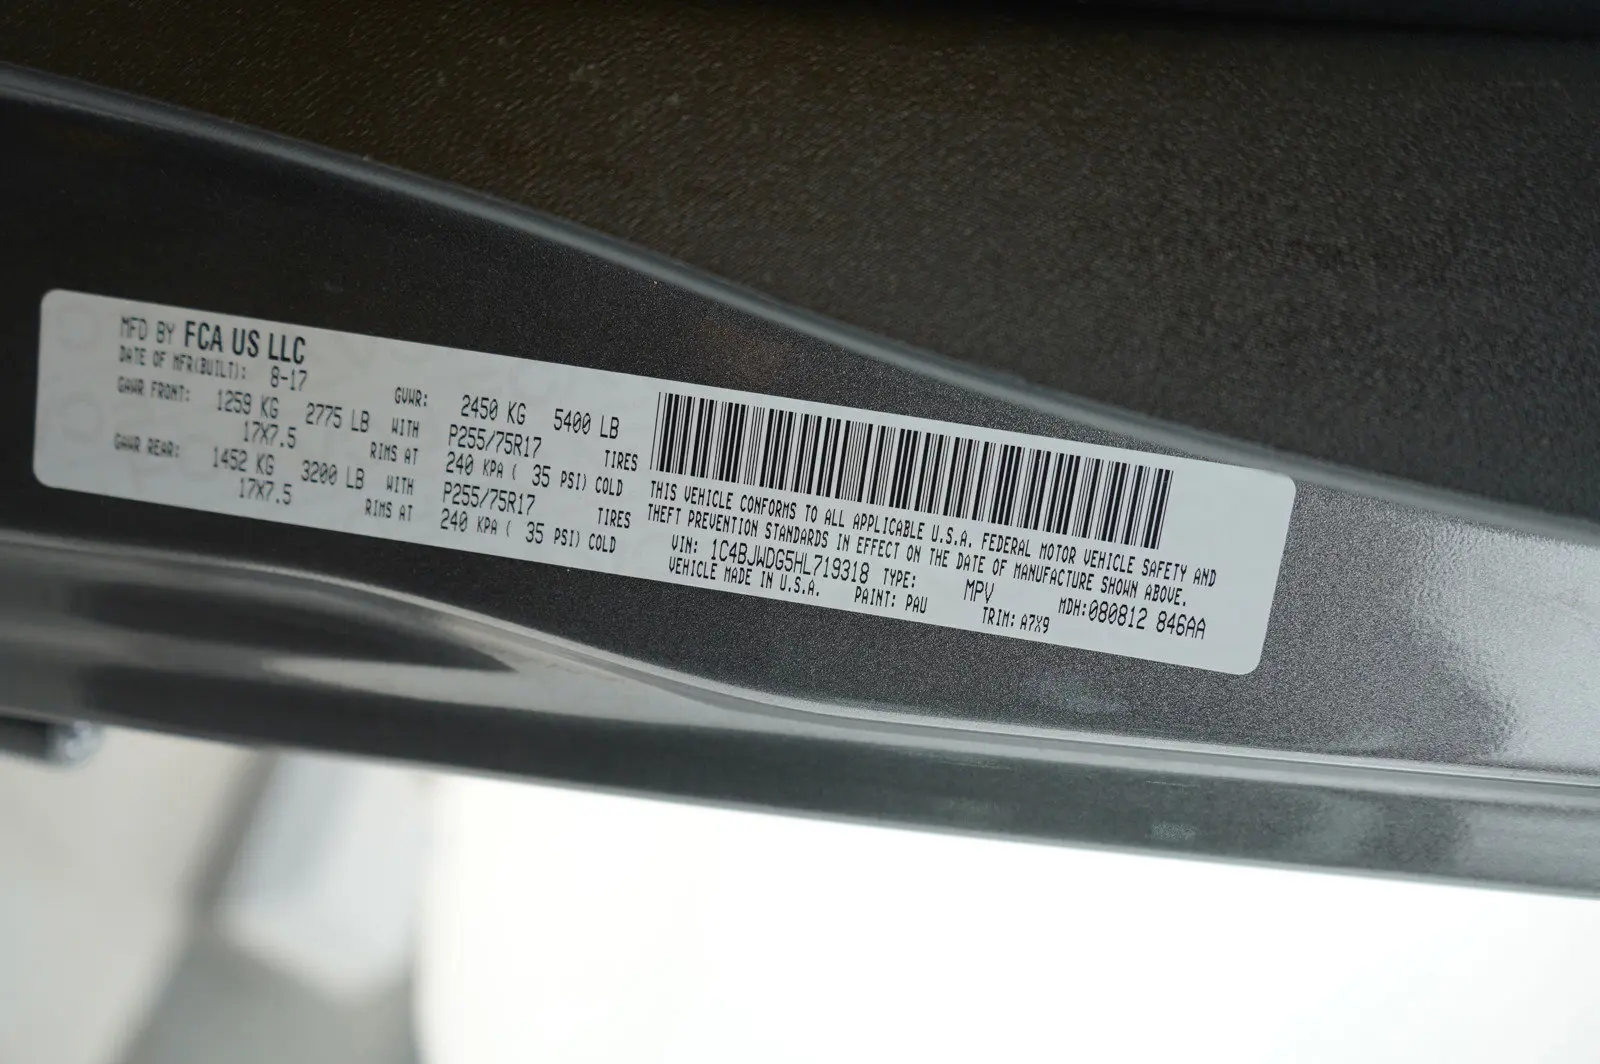 MFD BY FCA US LLC
DATE OF MFR(BUILT): 8-17 GVWR: 2450 KG 5400 LB
GAWR FRONT: 1259 KG 2775 LB WITH P255/75R17 TIRES
17X7.5 RIMS AT 240 KPA ( 35 PSI) COLD
GAWR REAR: 1452 KG 3200 LB WITH P255/75R17 TIRES
17X7.5 RIMS AT 240 KPA ( 35 PSI) COLD
THIS VEHICLE CONFORMS TO ALL APPLICABLE U.S.A. FEDERAL MOTOR VEHICLE SAFETY AND
THEFT PREVENTION STANDARDS IN EFFECT ON THE DATE OF MANUFACTURE SHOWN ABOVE.
VIN: 1C4BJWDG5HL719318 TYPE: MPV MDH:080812 846AA
VEHICLE MADE IN U.S.A. PAINT: PAU TRIM: A7X9